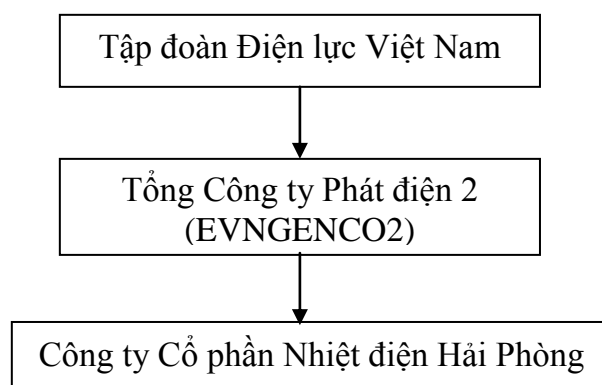 Tập đoàn Điện lực Việt Nam
Tổng Công ty Phát điện 2
(EVNGENCO2)
Công ty Cổ phần Nhiệt điện Hải Phòng